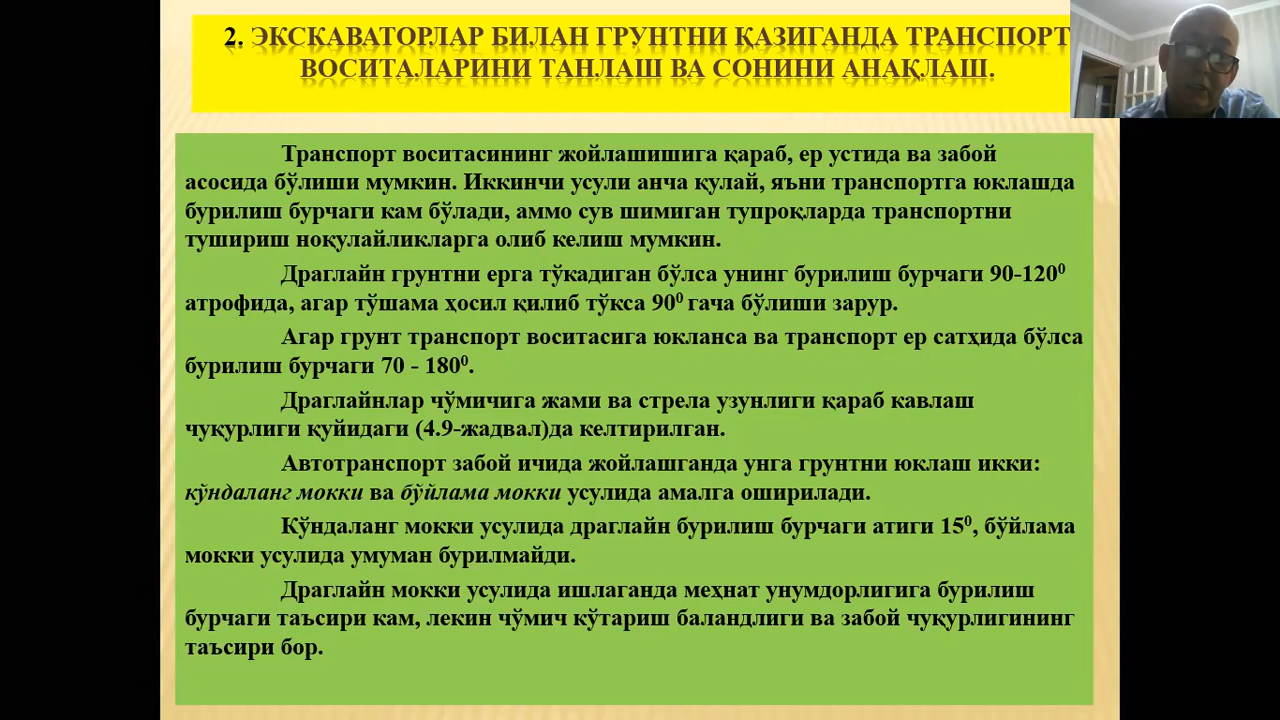 2. ЭКСКАВАТОРЛАР БИЛАН ГРУНТНИ ҚАЗИГАНДА ТРАНСПОРТ
ВОСИТАЛАРИНИ ТАНЛАШ ВА СОНИНИ АНАҚЛАШ.
Транспорт воситасининг жойлашишига қараб, ер устида ва забой
асосида бўлиши мумкин. Иккинчи усули анча қулай, яъни транспортга юклашда
бурилиш бурчаги кам бўлади, аммо сув шимиган тупроқларда транспортни
тушириш ноқулайликларга олиб келиш мумкин.
Драглайн грунтни ерга тўкадиган бўлса унинг бурилиш бурчаги 90-120⁰
атрофида, агар тўшама ҳосил қилиб тўкса 90⁰ гача бўлиши зарур.
Агар грунт транспорт воситасига юкланса ва транспорт ер сатҳида бўлса
бурилиш бурчаги 70 - 180⁰.
Драглайнлар чўмичига жами ва стрела узунлиги қараб кавлаш
чуқурлиги қуйидаги (4.9-жадвал)да келтирилган.
Автотранспорт забой ичида жойлашганда унга грунтни юклаш икки:
кўндаланг мокки ва бўйлама мокки усулида амалга оширилади.
Кўндаланг мокки усулида драглайн бурилиш бурчаги атиги 15⁰, бўйлама
мокки усулида умуман бурилмайди.
Драглайн мокки усулида ишлаганда меҳнат унумдорлигига бурилиш
бурчаги таъсири кам, лекин чўмич кўтариш баландлиги ва забой чуқурлигининг
таъсири бор.